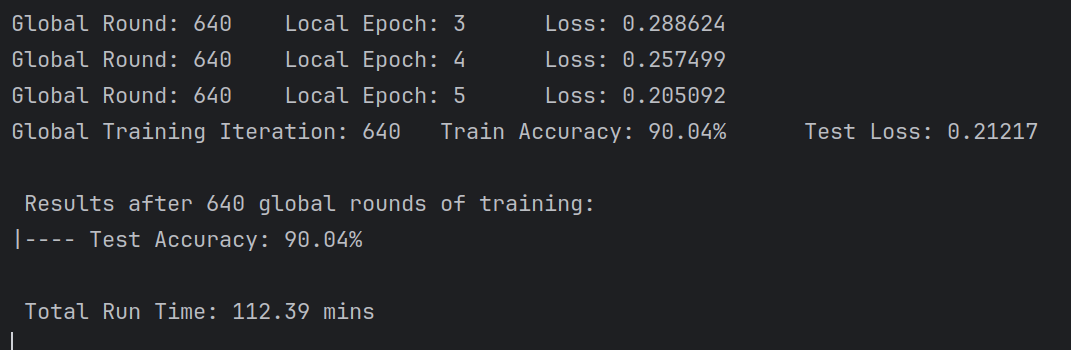 Global Round: 640    Local Epoch: 3      Loss: 0.288624
Global Round: 640    Local Epoch: 4      Loss: 0.257499
Global Round: 640    Local Epoch: 5      Loss: 0.205092
Global Training Iteration: 640   Train Accuracy: 90.04%      Test Loss: 0.21217
Results after 640 global rounds of training:
|---- Test Accuracy: 90.04%
Total Run Time: 112.39 mins